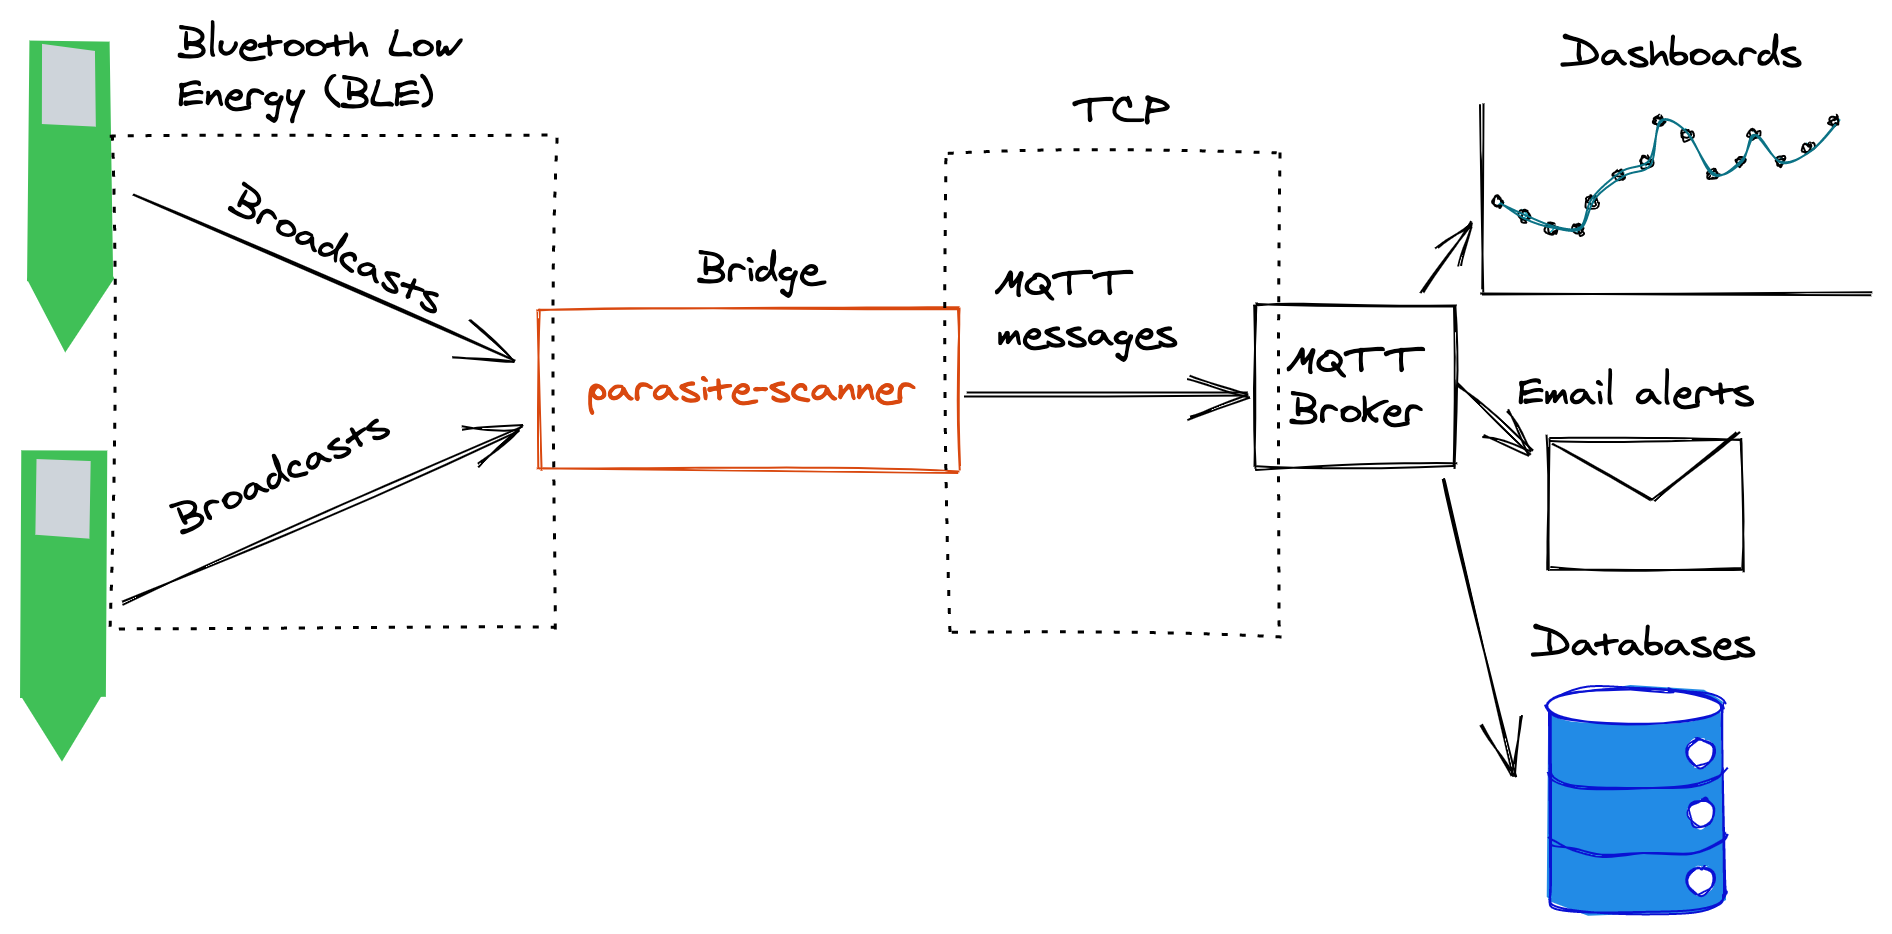 Bluetooth Low
Energy (BLE)
Broadcasts
Broadcasts
Bridge
parasite-scanner
TCP
MQTT
messages
MQTT
Broker
Dashboards
Email alerts
Databases